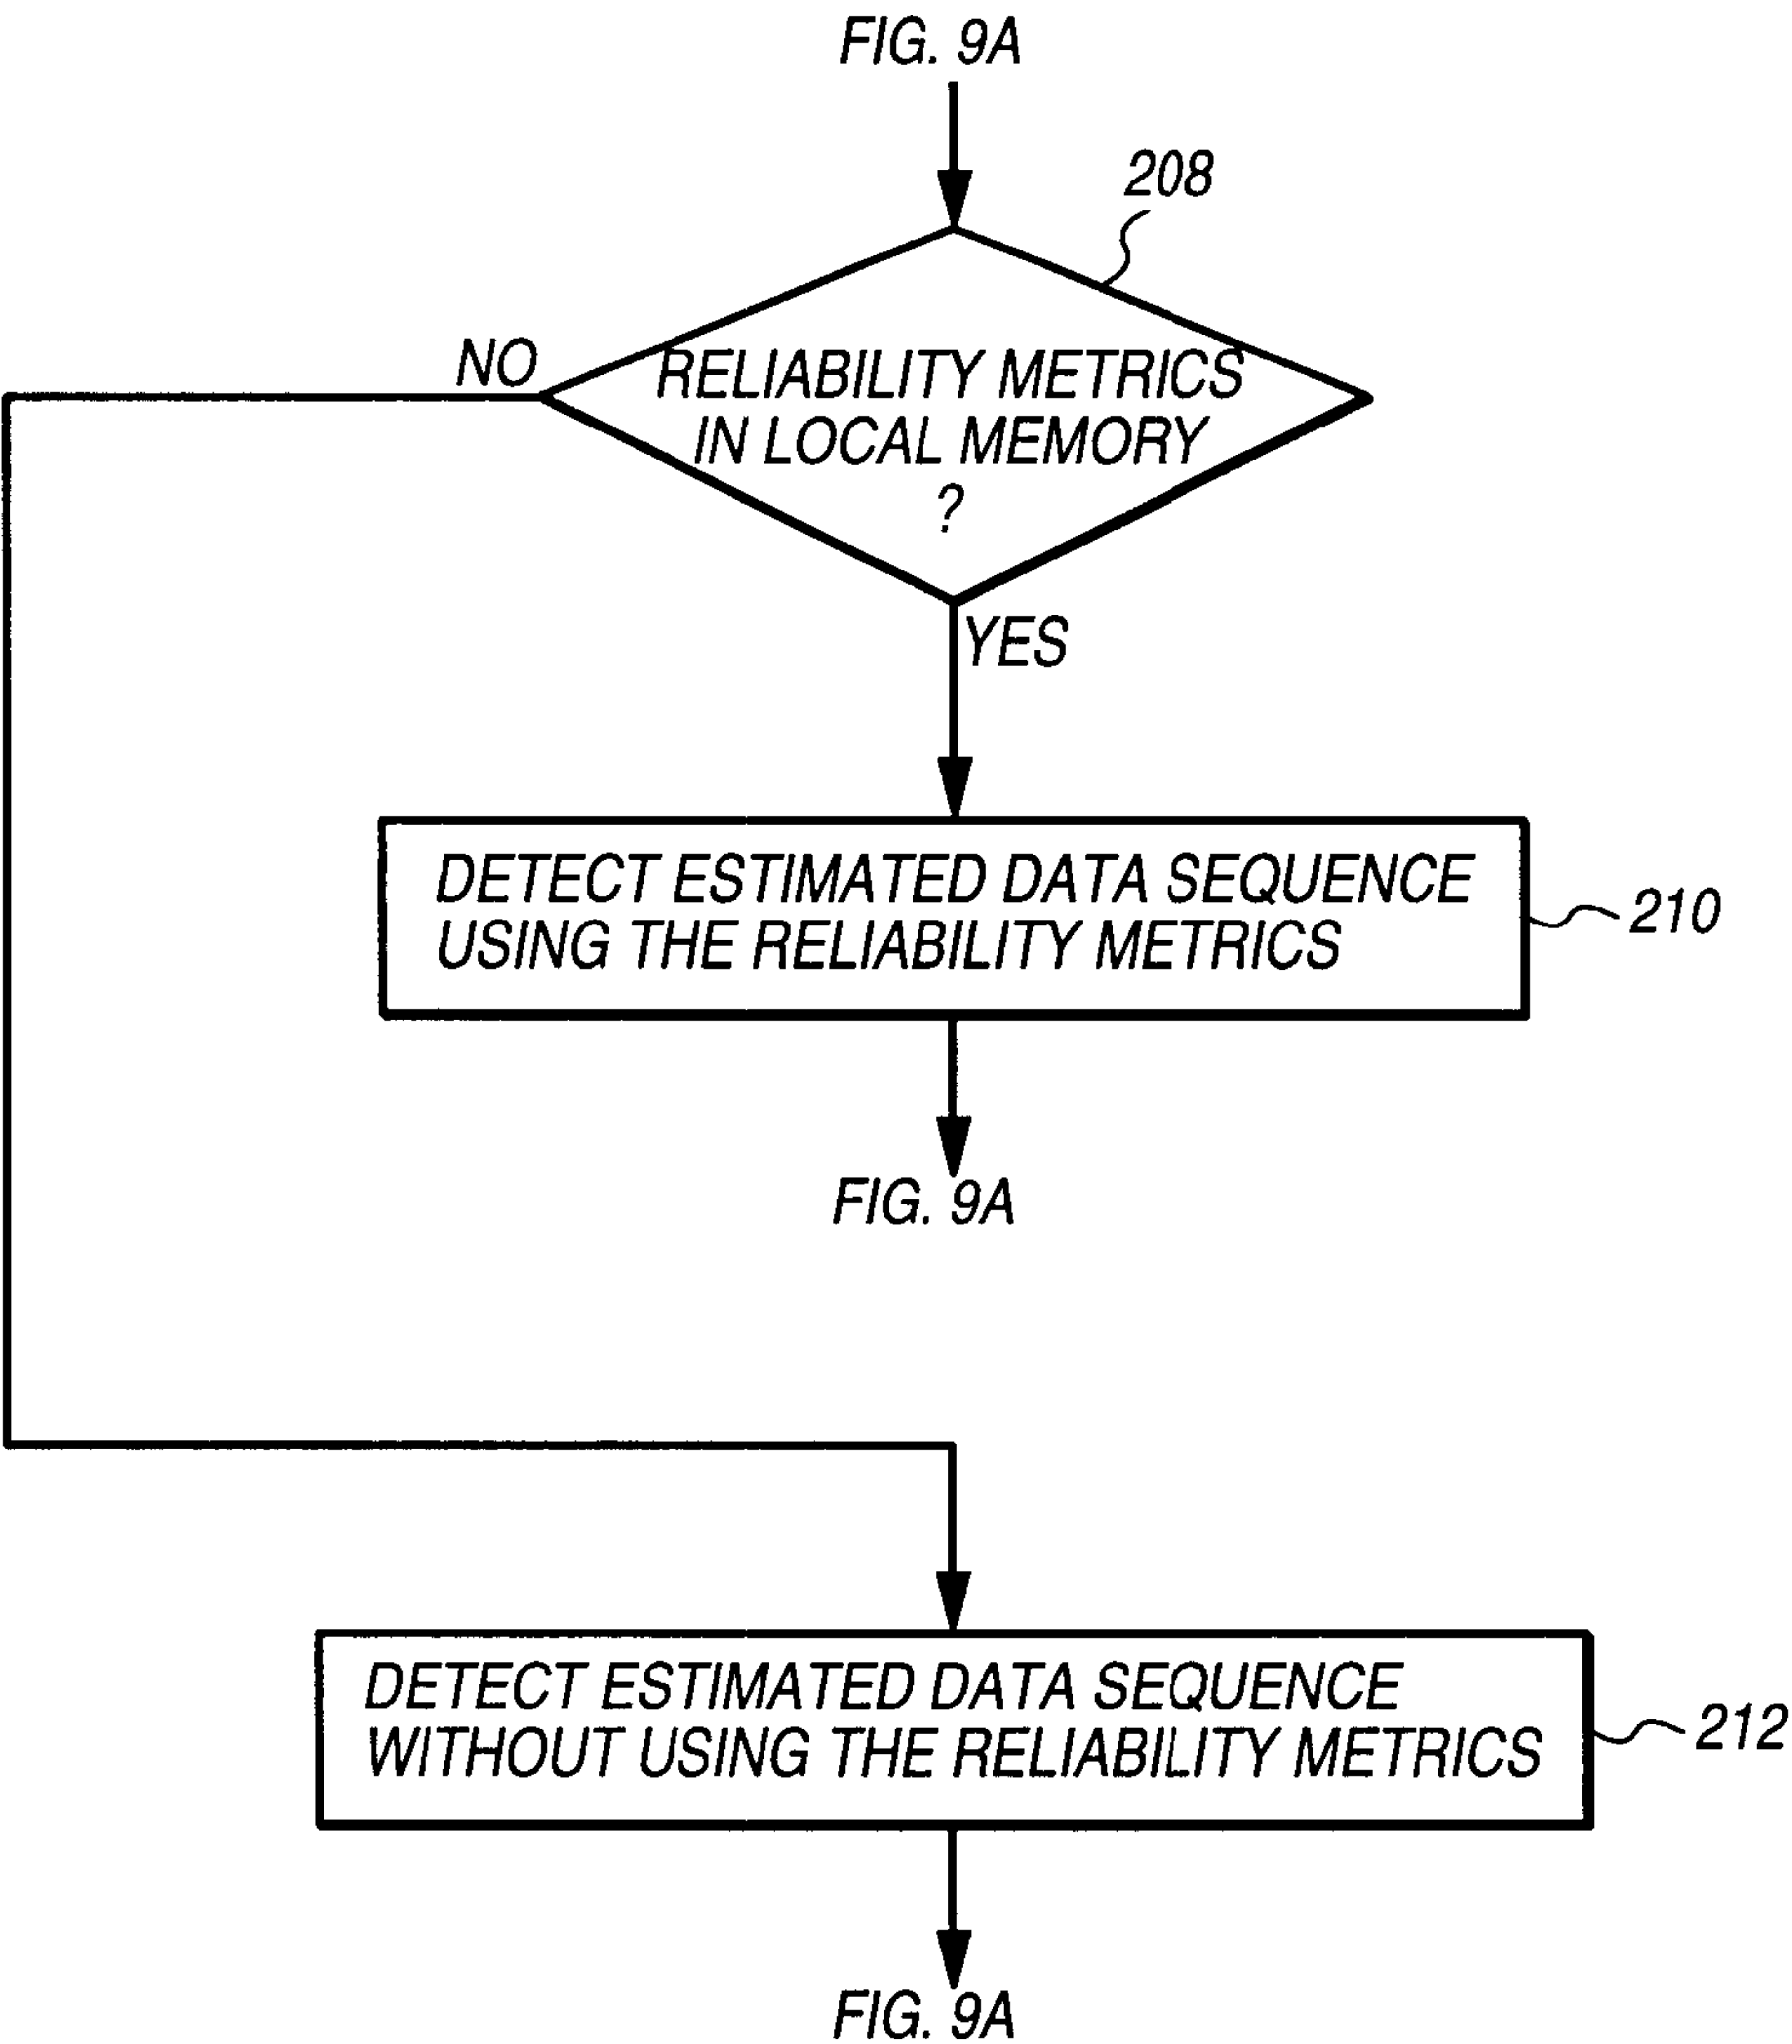 FIG. 9A
208
NO
RELIABILITY METRICS
IN LOCAL MEMORY
?
YES
DETECT ESTIMATED DATA SEQUENCE
USING THE RELIABILITY METRICS
210
FIG. 9A
DETECT ESTIMATED DATA SEQUENCE
WITHOUT USING THE RELIABILITY METRICS
212
FIG. 9A